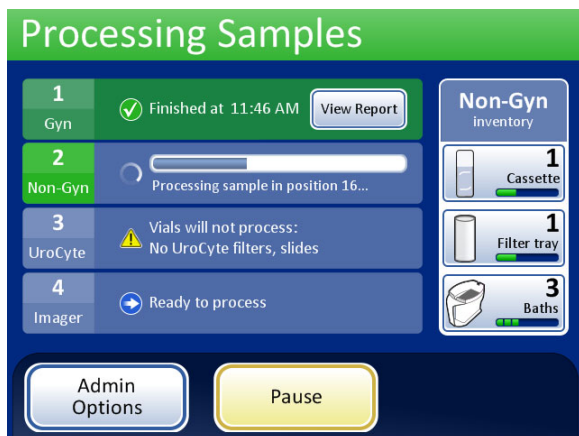 Processing Samples
1
Gyn
Finished at 11:46 AM
View Report
2
Non-Gyn
Processing sample in position 16...
3
UroCyte
Vials will not process:
No UroCyte filters, slides
4
Imager
Ready to process
Non-Gyn
inventory
1
Cassette
1
Filter tray
3
Baths
Admin
Options
Pause